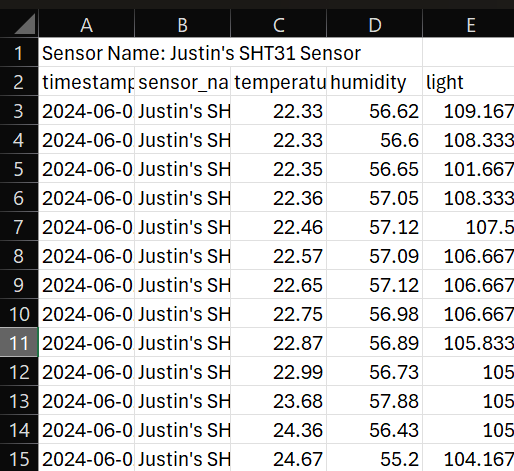 A B C D E
1 Sensor Name: Justin's SHT31 Sensor
2 timestamp sensor_na temperatu humidity light
3 2024-06-0 Justin's SH 22.33 56.62 109.167
4 2024-06-0 Justin's SH 22.33 56.6 108.333
5 2024-06-0 Justin's SH 22.35 56.65 101.667
6 2024-06-0 Justin's SH 22.36 57.05 108.333
7 2024-06-0 Justin's SH 22.46 57.12 107.5
8 2024-06-0 Justin's SH 22.57 57.09 106.667
9 2024-06-0 Justin's SH 22.65 57.12 106.667
10 2024-06-0 Justin's SH 22.75 56.98 106.667
11 2024-06-0 Justin's SH 22.87 56.89 105.833
12 2024-06-0 Justin's SH 22.99 56.73 105
13 2024-06-0 Justin's SH 23.68 57.88 105
14 2024-06-0 Justin's SH 24.36 56.43 105
15 2024-06-0 Justin's SH 24.67 55.2 104.167